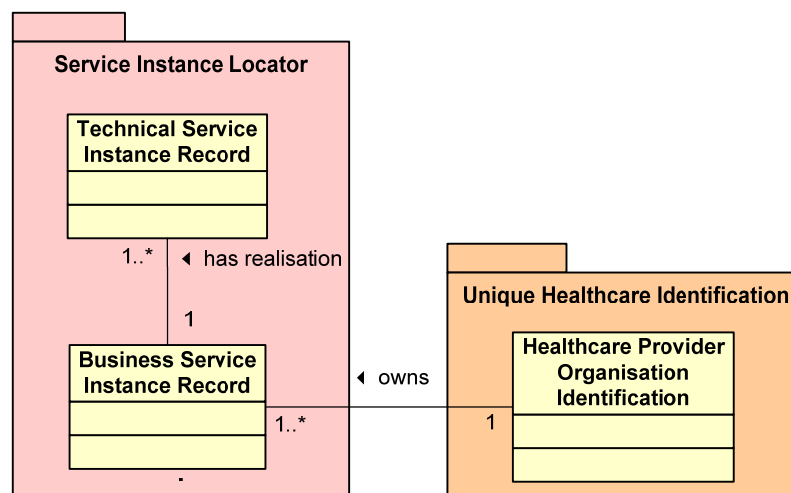 Service Instance Locator
Technical Service
Instance Record
1..*
◄ has realisation
1
Business Service
Instance Record
1..*
◄ owns
1
Unique Healthcare Identification
Healthcare Provider
Organisation
Identification